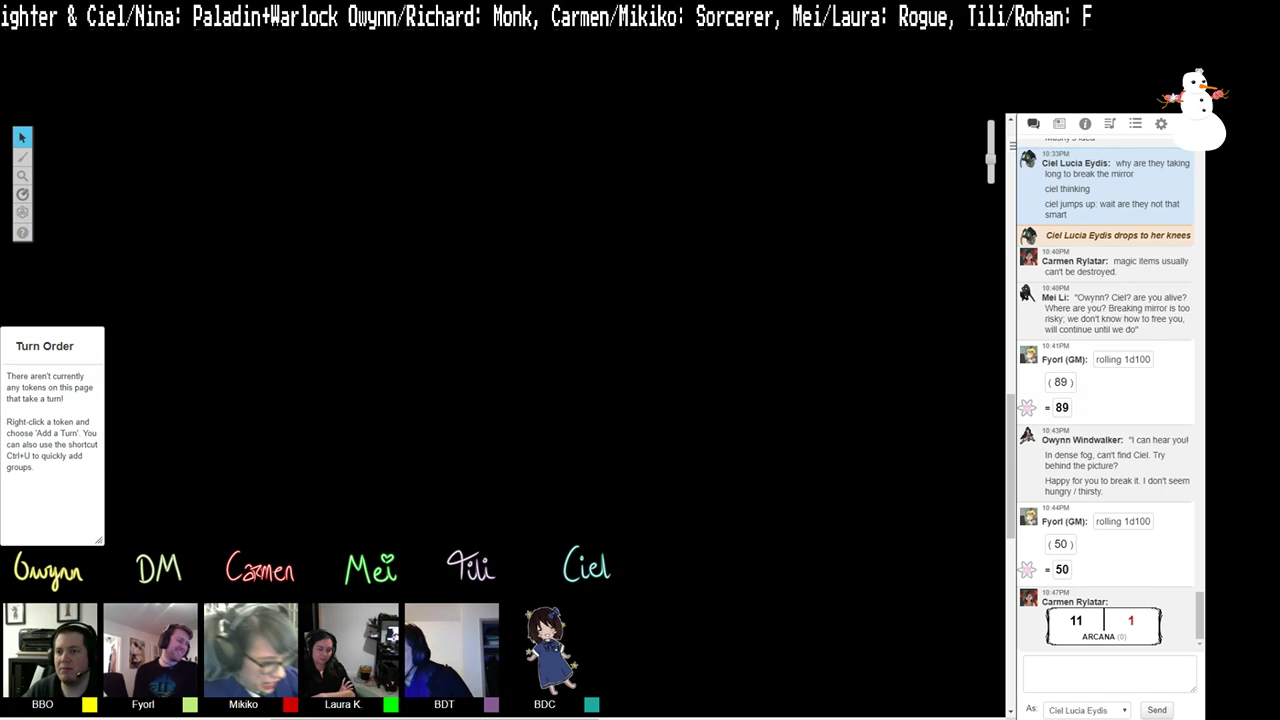 ighter & Ciel/Nina: Paladin+Warlock Owynn/Richard: Monk, Carmen/Mikiko: Sorcerer, Mei/Laura: Rogue, Tili/Rohan: F
10:33PM
Ciel Lucia Eydis: why are they taking
long to break the mirror
ciel thinking
ciel jumps up: wait are they not that
smart
Ciel Lucia Eydis drops to her knees
10:40PM
Carmen Rylatar: magic items usually
can't be destroyed.
10:40PM
Mei Li: "Owynn? Ciel? are you alive?
Where are you? Breaking mirror is too
risky; we don't know how to free you,
will continue until we do"
10:41PM
Fyorl (GM): rolling 1d100
( 89 )
= 89
10:43PM
Owynn Windwalker: "I can hear you!
In dense fog, can't find Ciel. Try
behind the picture?
Happy for you to break it. I don't seem
hungry / thirsty.
10:44PM
Fyorl (GM): rolling 1d100
( 50 )
= 50
10:47PM
Carmen Rylatar:
11 1
ARCANA (0)
As: Ciel Lucia Eydis Send
Turn Order
There aren't currently
any tokens on this page
that take a turn!
Right-click a token and
choose 'Add a Turn'. You
can also use the shortcut
Ctrl+U to quickly add
groups.
Owynn DM Carmen Mei Tili Ciel
BBO Fyorl Mikiko Laura K. BDT BDC